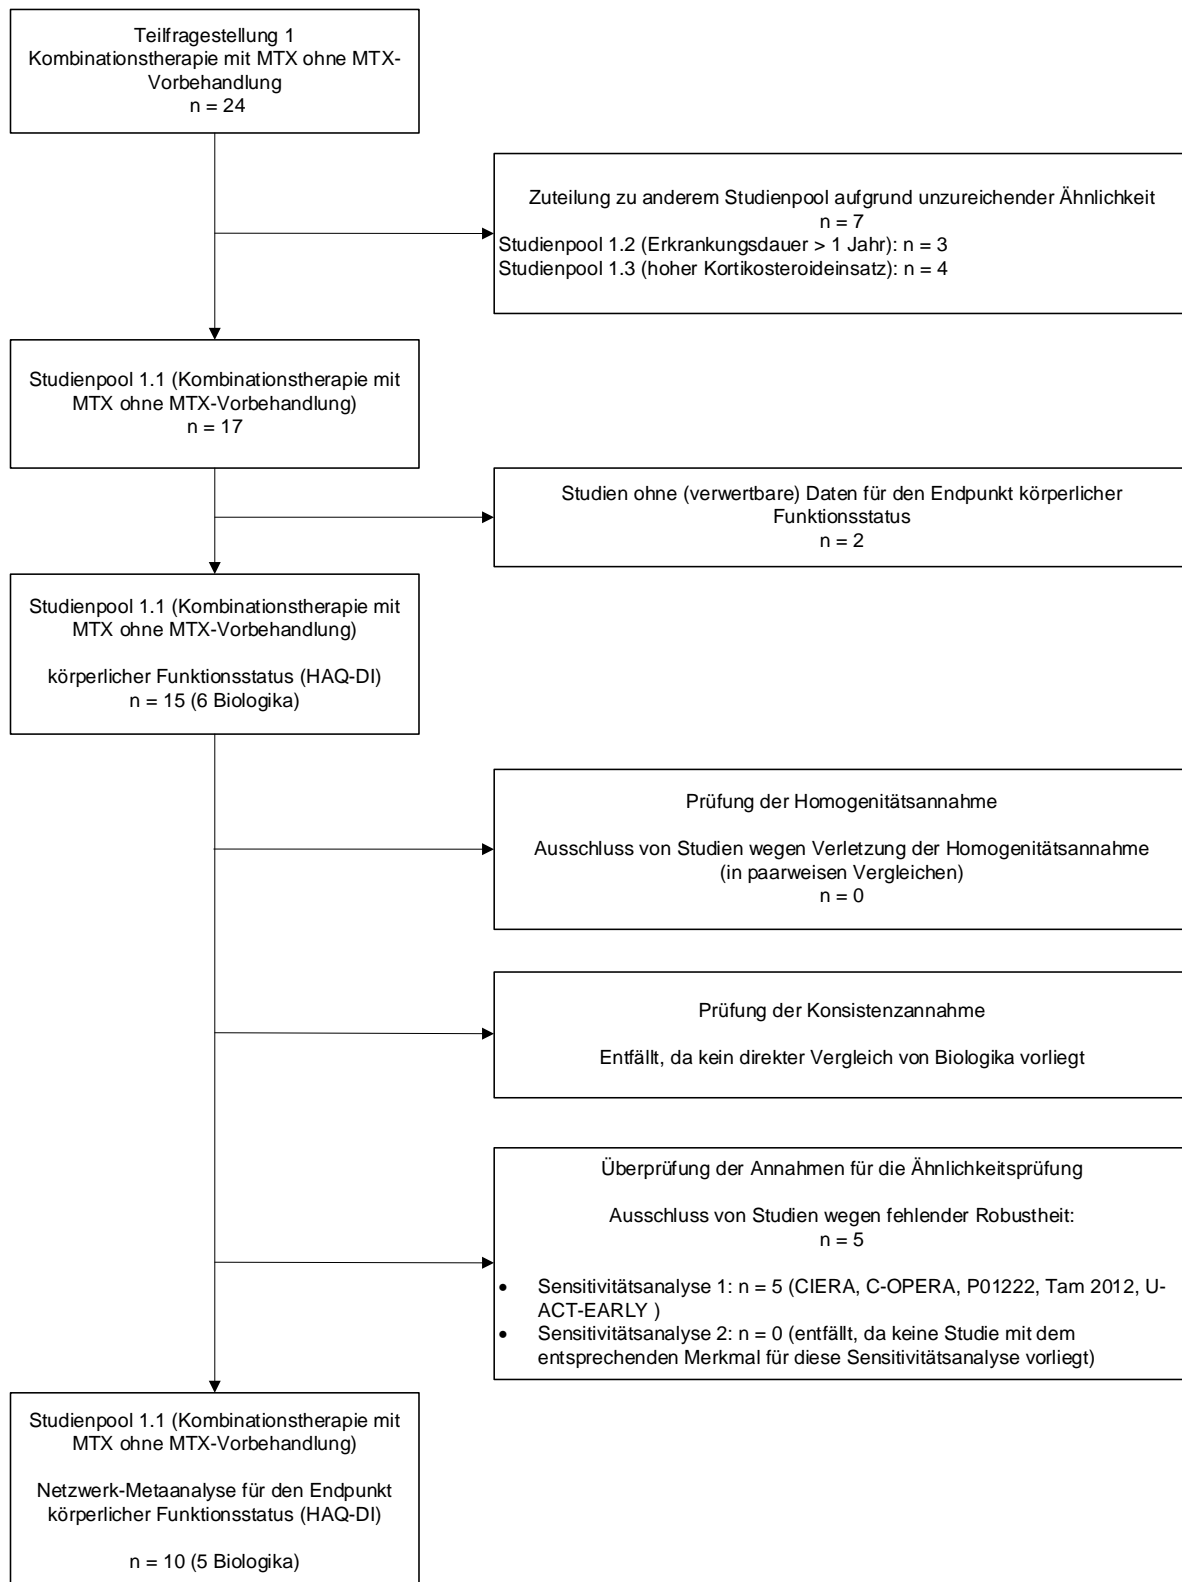 Teilfragestellung 1
Kombinationstherapie mit MTX ohne MTX-
Vorbehandlung
n = 24
Zuteilung zu anderem Studienpool aufgrund unzureichender Ähnlichkeit
n = 7
Studienpool 1.2 (Erkrankungsdauer > 1 Jahr): n = 3
Studienpool 1.3 (hoher Kortikosteroideinsatz): n = 4
Studienpool 1.1 (Kombinationstherapie mit
MTX ohne MTX-Vorbehandlung)
n = 17
Studien ohne (verwertbare) Daten für den Endpunkt körperlicher
Funktionsstatus
n = 2
Studienpool 1.1 (Kombinationstherapie mit
MTX ohne MTX-Vorbehandlung)
körperlicher Funktionsstatus (HAQ-DI)
n = 15 (6 Biologika)
Prüfung der Homogenitätsannahme
Ausschluss von Studien wegen Verletzung der Homogenitätsannahme
(in paarweisen Vergleichen)
n = 0
Prüfung der Konsistenzannahme
Entfällt, da kein direkter Vergleich von Biologika vorliegt
Überprüfung der Annahmen für die Ähnlichkeitsprüfung
Ausschluss von Studien wegen fehlender Robustheit:
n = 5
• Sensitivitätsanalyse 1: n = 5 (CIERA, C-OPERA, P01222, Tam 2012, U-
ACT-EARLY )
• Sensitivitätsanalyse 2: n = 0 (entfällt, da keine Studie mit dem
entsprechenden Merkmal für diese Sensitivitätsanalyse vorliegt)
Studienpool 1.1 (Kombinationstherapie mit
MTX ohne MTX-Vorbehandlung)
Netzwerk-Metaanalyse für den Endpunkt
körperlicher Funktionsstatus (HAQ-DI)
n = 10 (5 Biologika)